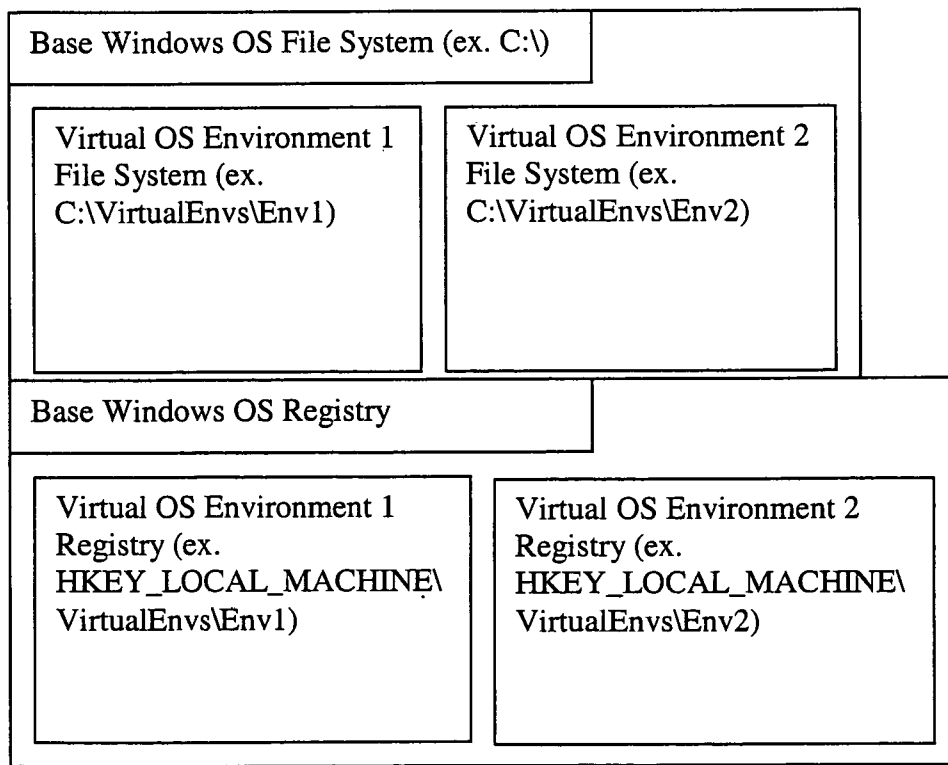 Base Windows OS File System (ex. C:\)
Virtual OS Environment 1
File System (ex.
C:\VirtualEnvs\Env1)
Virtual OS Environment 2
File System (ex.
C:\VirtualEnvs\Env2)
Base Windows OS Registry
Virtual OS Environment 1
Registry (ex.
HKEY_LOCAL_MACHINE\
VirtualEnvs\Env1)
Virtual OS Environment 2
Registry (ex.
HKEY_LOCAL_MACHINE\
VirtualEnvs\Env2)